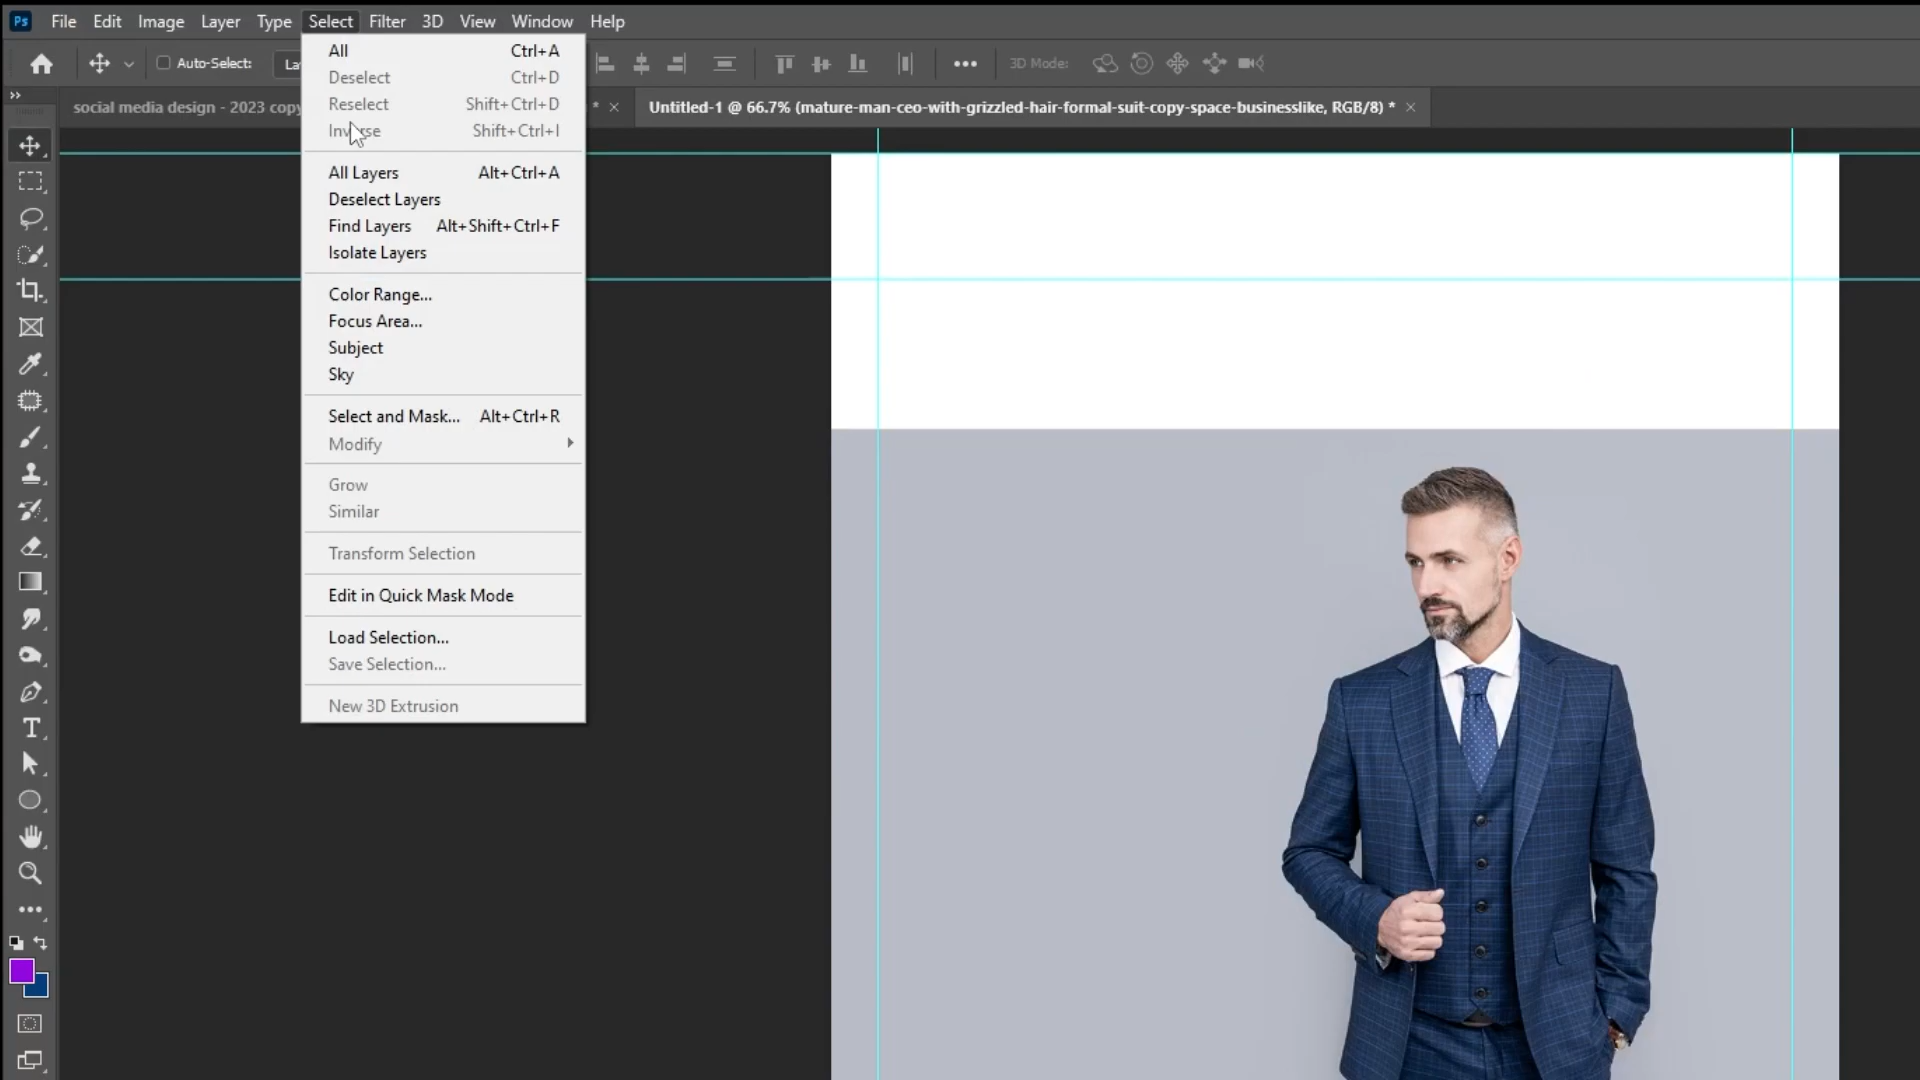 Ps File Edit Image Layer Type Select Filter 3D View Window Help
Auto-Select: La 3D Mode:
social media design - 2023 copy * × Untitled-1 @ 66.7% (mature-man-ceo-with-grizzled-hair-formal-suit-copy-space-businesslike, RGB/8) * ×
All Ctrl+A
Deselect Ctrl+D
Reselect Shift+Ctrl+D
Inverse Shift+Ctrl+I
All Layers Alt+Ctrl+A
Deselect Layers
Find Layers Alt+Shift+Ctrl+F
Isolate Layers
Color Range...
Focus Area...
Subject
Sky
Select and Mask... Alt+Ctrl+R
Modify
Grow
Similar
Transform Selection
Edit in Quick Mask Mode
Load Selection...
Save Selection...
New 3D Extrusion